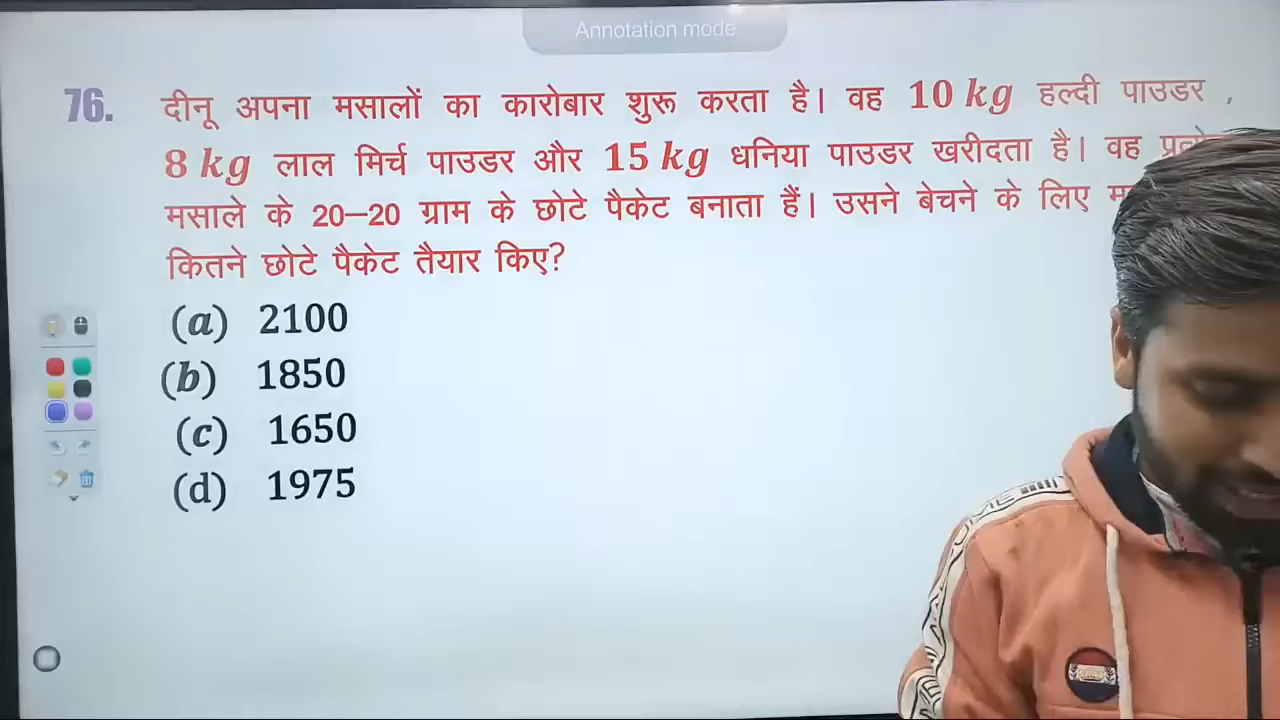 Annotation mode
76. दीनू अपना मसालों का कारोबार शुरू करता है। वह 10 kg हल्दी पाउडर ,
8 kg लाल मिर्च पाउडर और 15 kg धनिया पाउडर खरीदता है। वह
मसाले के 20–20 ग्राम के छोटे पैकेट बनाता हैं। उसने बेचने के लिए
कितने छोटे पैकेट तैयार किए?
(a) 2100
(b) 1850
(c) 1650
(d) 1975